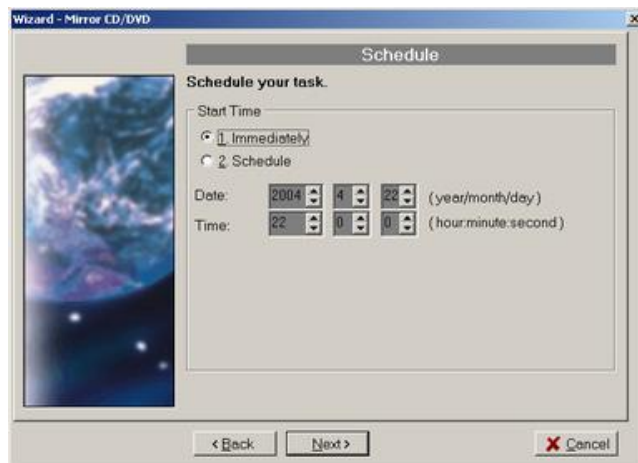 Wizard - Mirror CD/DVD
Schedule
Schedule your task.
Start Time
1. Immediately
2. Schedule
Date: 2004 4 22 (year/month/day)
Time: 22 0 0 (hour:minute:second)
< Back Next > Cancel